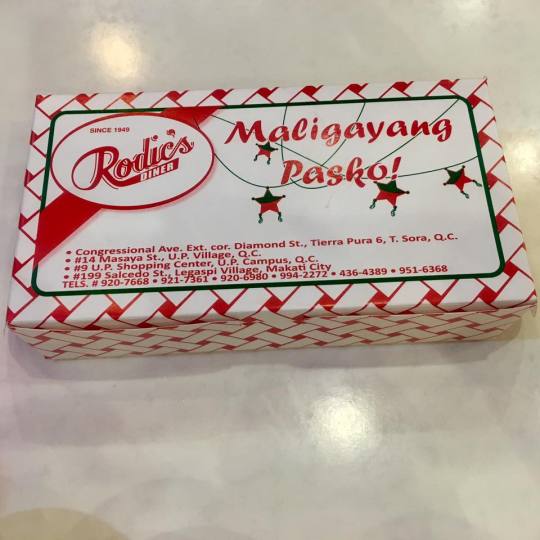 SINCE 1949
Rodic's
DINER
Maligayang
Pasko!
• Congressional Ave. Ext. cor. Diamond St., Tierra Pura 6, T. Sora, Q.C.
• #14 Masaya St., U.P. Village, Q.C.
• #9 U.P. Shopping Center, U.P. Campus, Q.C.
• #199 Salcedo St., Legaspi Village, Makati City
TELS. # 920-7668 • 921-7361 • 920-6980 • 994-2272 • 436-4389 • 951-6368